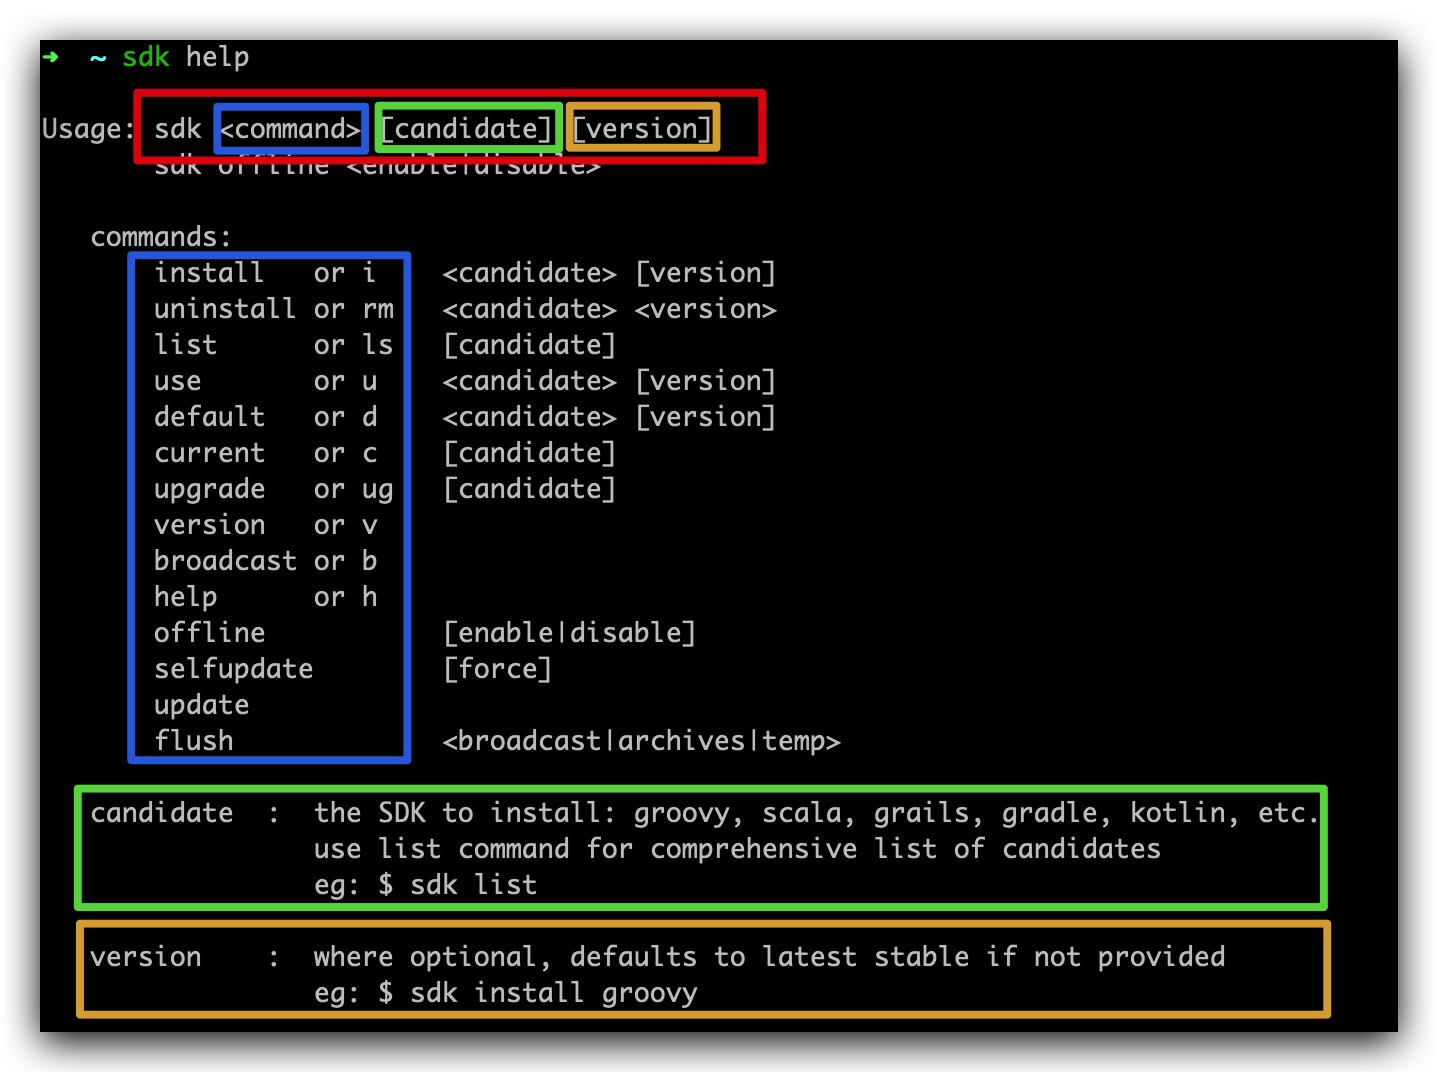 ➜  ~ sdk help
Usage: sdk <command> [candidate] [version]
       sdk offline <enable|disable>
   commands:
       install   or i    <candidate> [version]
       uninstall or rm   <candidate> <version>
       list      or ls   [candidate]
       use       or u    <candidate> [version]
       default   or d    <candidate> [version]
       current   or c    [candidate]
       upgrade   or ug   [candidate]
       version   or v
       broadcast or b
       help      or h
       offline           [enable|disable]
       selfupdate        [force]
       update
       flush             <broadcast|archives|temp>
   candidate  :  the SDK to install: groovy, scala, grails, gradle, kotlin, etc.
                 use list command for comprehensive list of candidates
                 eg: $ sdk list
   version    :  where optional, defaults to latest stable if not provided
                 eg: $ sdk install groovy